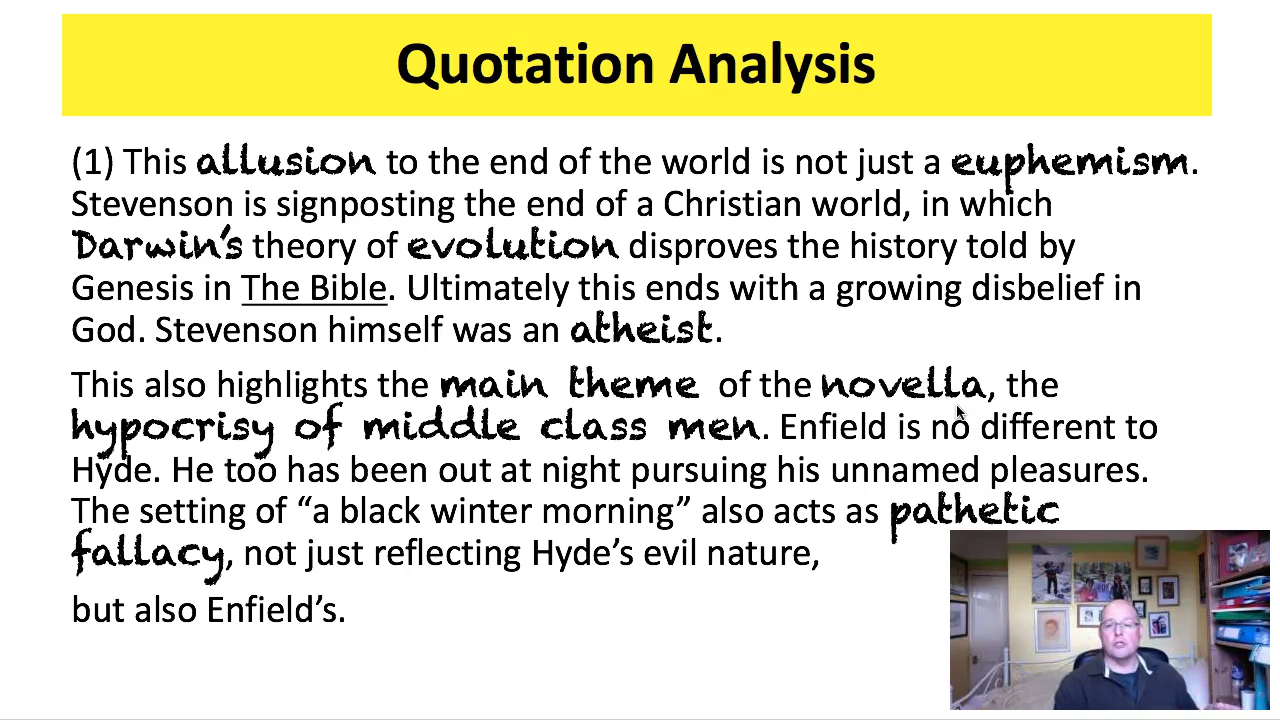 Quotation Analysis
(1) This allusion to the end of the world is not just a euphemism.
Stevenson is signposting the end of a Christian world, in which
Darwin's theory of evolution disproves the history told by
Genesis in The Bible. Ultimately this ends with a growing disbelief in
God. Stevenson himself was an atheist.
This also highlights the main theme of the novella, the
hypocrisy of middle class men. Enfield is no different to
Hyde. He too has been out at night pursuing his unnamed pleasures.
The setting of “a black winter morning” also acts as pathetic
fallacy, not just reflecting Hyde’s evil nature,
but also Enfield’s.